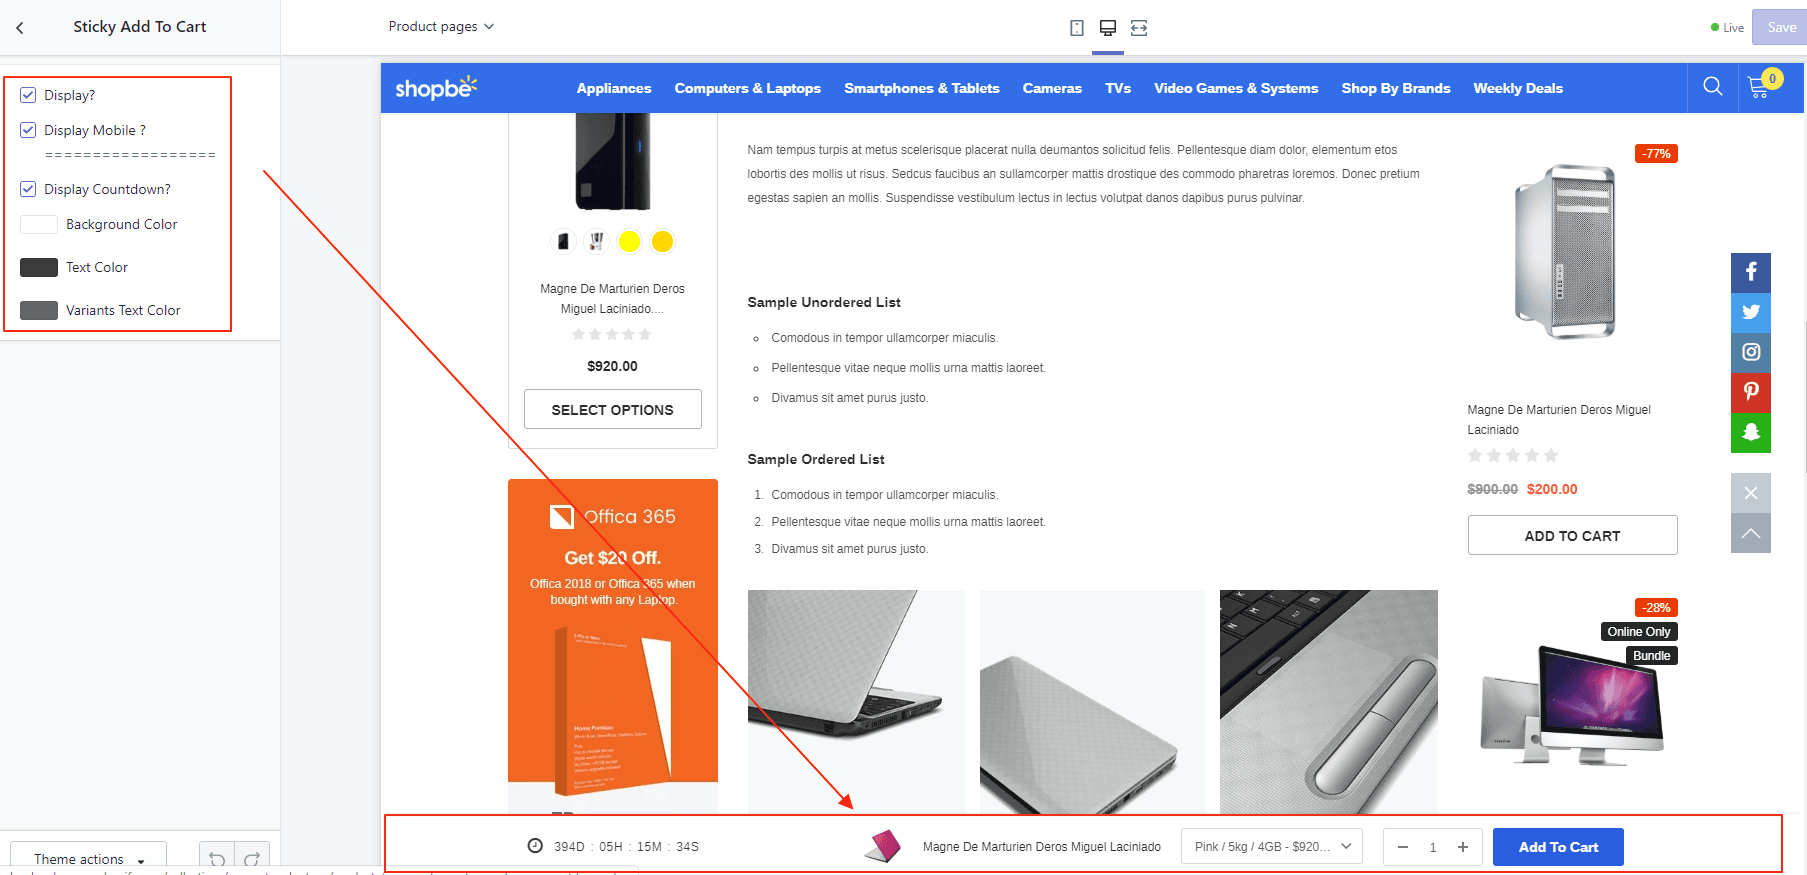 Sticky Add To Cart
Product pages
Live
Save
Display?
Display Mobile ?
==================
Display Countdown?
Background Color
Text Color
Variants Text Color
Theme actions
shopbe
Appliances
Computers & Laptops
Smartphones & Tablets
Cameras
TVs
Video Games & Systems
Shop By Brands
Weekly Deals
0
Magne De Marturien Deros
Miguel Laciniado....
$920.00
SELECT OPTIONS
Offica 365
Get $20 Off.
Offica 2018 or Offica 365 when
bought with any Laptop.
Home Premium
Nam tempus turpis at metus scelerisque placerat nulla deumantos solicitud felis. Pellentesque diam dolor, elementum etos
lobortis des mollis ut risus. Sedcus faucibus an sullamcorper mattis drostique des commodo pharetras loremos. Donec pretium
egestas sapien an mollis. Suspendisse vestibulum lectus in lectus volutpat danos dapibus purus pulvinar.
Sample Unordered List
Comodous in tempor ullamcorper miaculis.
Pellentesque vitae neque mollis urna mattis laoreet.
Divamus sit amet purus justo.
Sample Ordered List
1. Comodous in tempor ullamcorper miaculis.
2. Pellentesque vitae neque mollis urna mattis laoreet.
3. Divamus sit amet purus justo.
-77%
Magne De Marturien Deros Miguel
Laciniado
$900.00 $200.00
ADD TO CART
-28%
Online Only
Bundle
394D : 05H : 15M : 34S
Magne De Marturien Deros Miguel Laciniado
Pink / 5kg / 4GB - $920...
1
Add To Cart